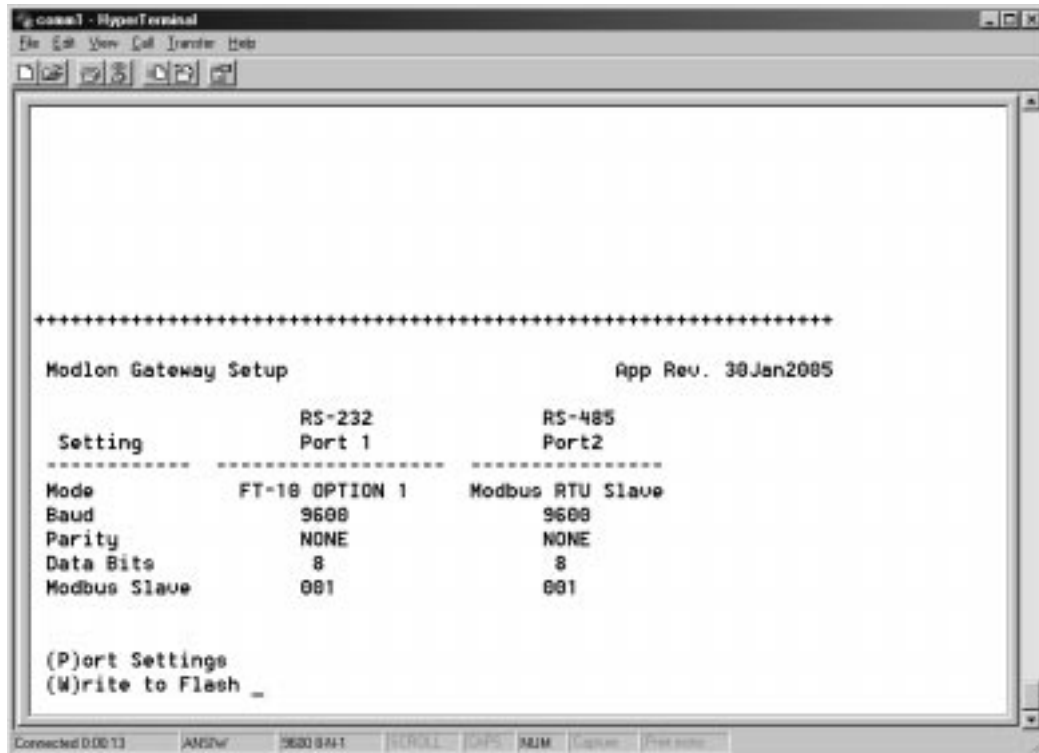 comm1 - HyperTerminal
File Edit View Call Transfer Help
++++++++++++++++++++++++++++++++++++++++++++++++++++++++++++++++++
Modlon Gateway Setup App Rev. 30Jan2005
RS-232 RS-485
Setting Port 1 Port2
------------ ------------------- ----------------
Mode FT-10 OPTION 1 Modbus RTU Slave
Baud 9600 9600
Parity NONE NONE
Data Bits 8 8
Modbus Slave 001 001
(P)ort Settings
(W)rite to Flash _
Connected 0:00:13 ANSIW 9600 8-N-1 SCROLL CAPS NUM Capture Print echo